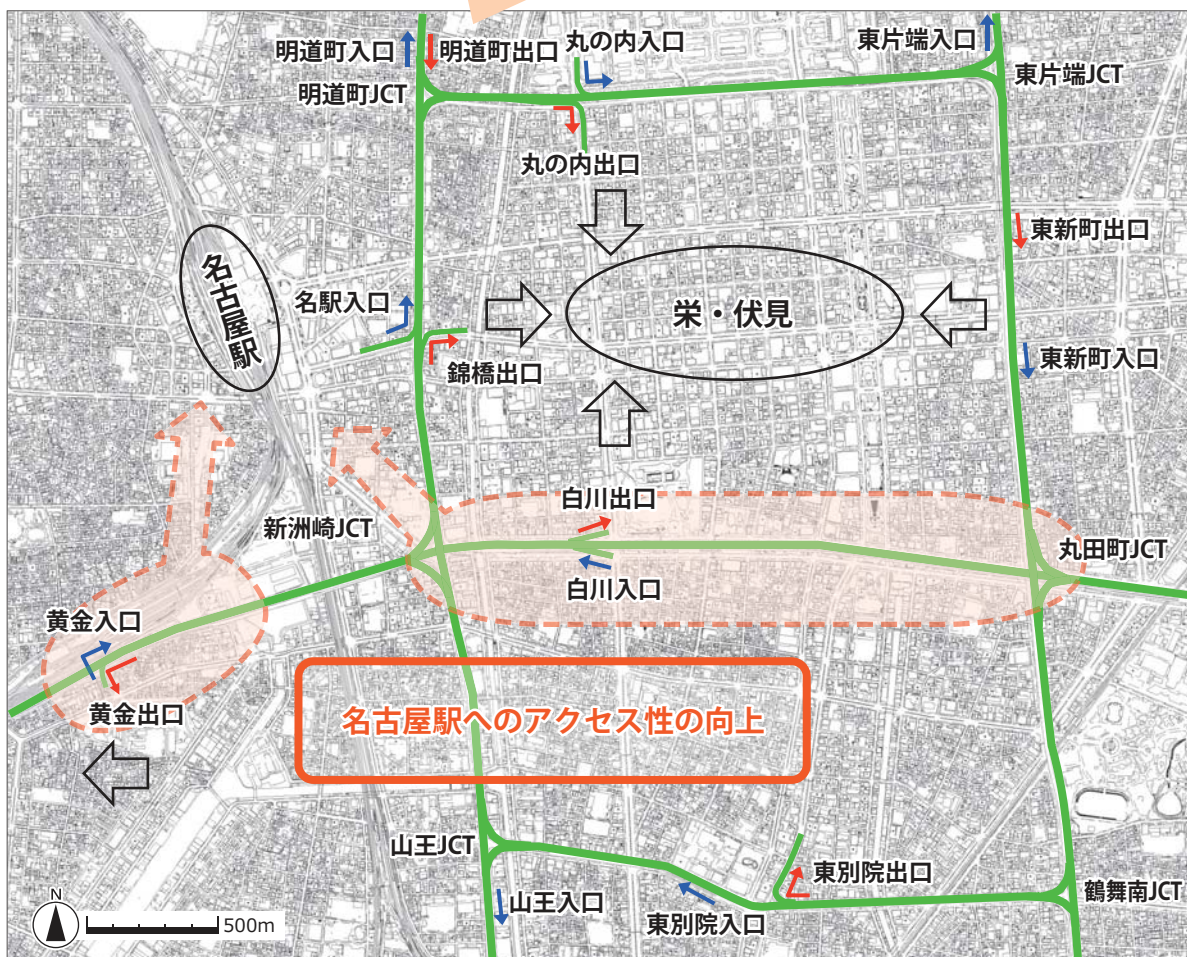 明道町入口
明道町出口
丸の内入口
東片端入口
明道町JCT
東片端JCT
丸の内出口
東新町出口
名古屋駅
名駅入口
栄・伏見
錦橋出口
東新町入口
白川出口
新洲崎JCT
丸田町JCT
白川入口
黄金入口
黄金出口
名古屋駅へのアクセス性の向上
山王JCT
東別院出口
鶴舞南JCT
山王入口
東別院入口
N
500m